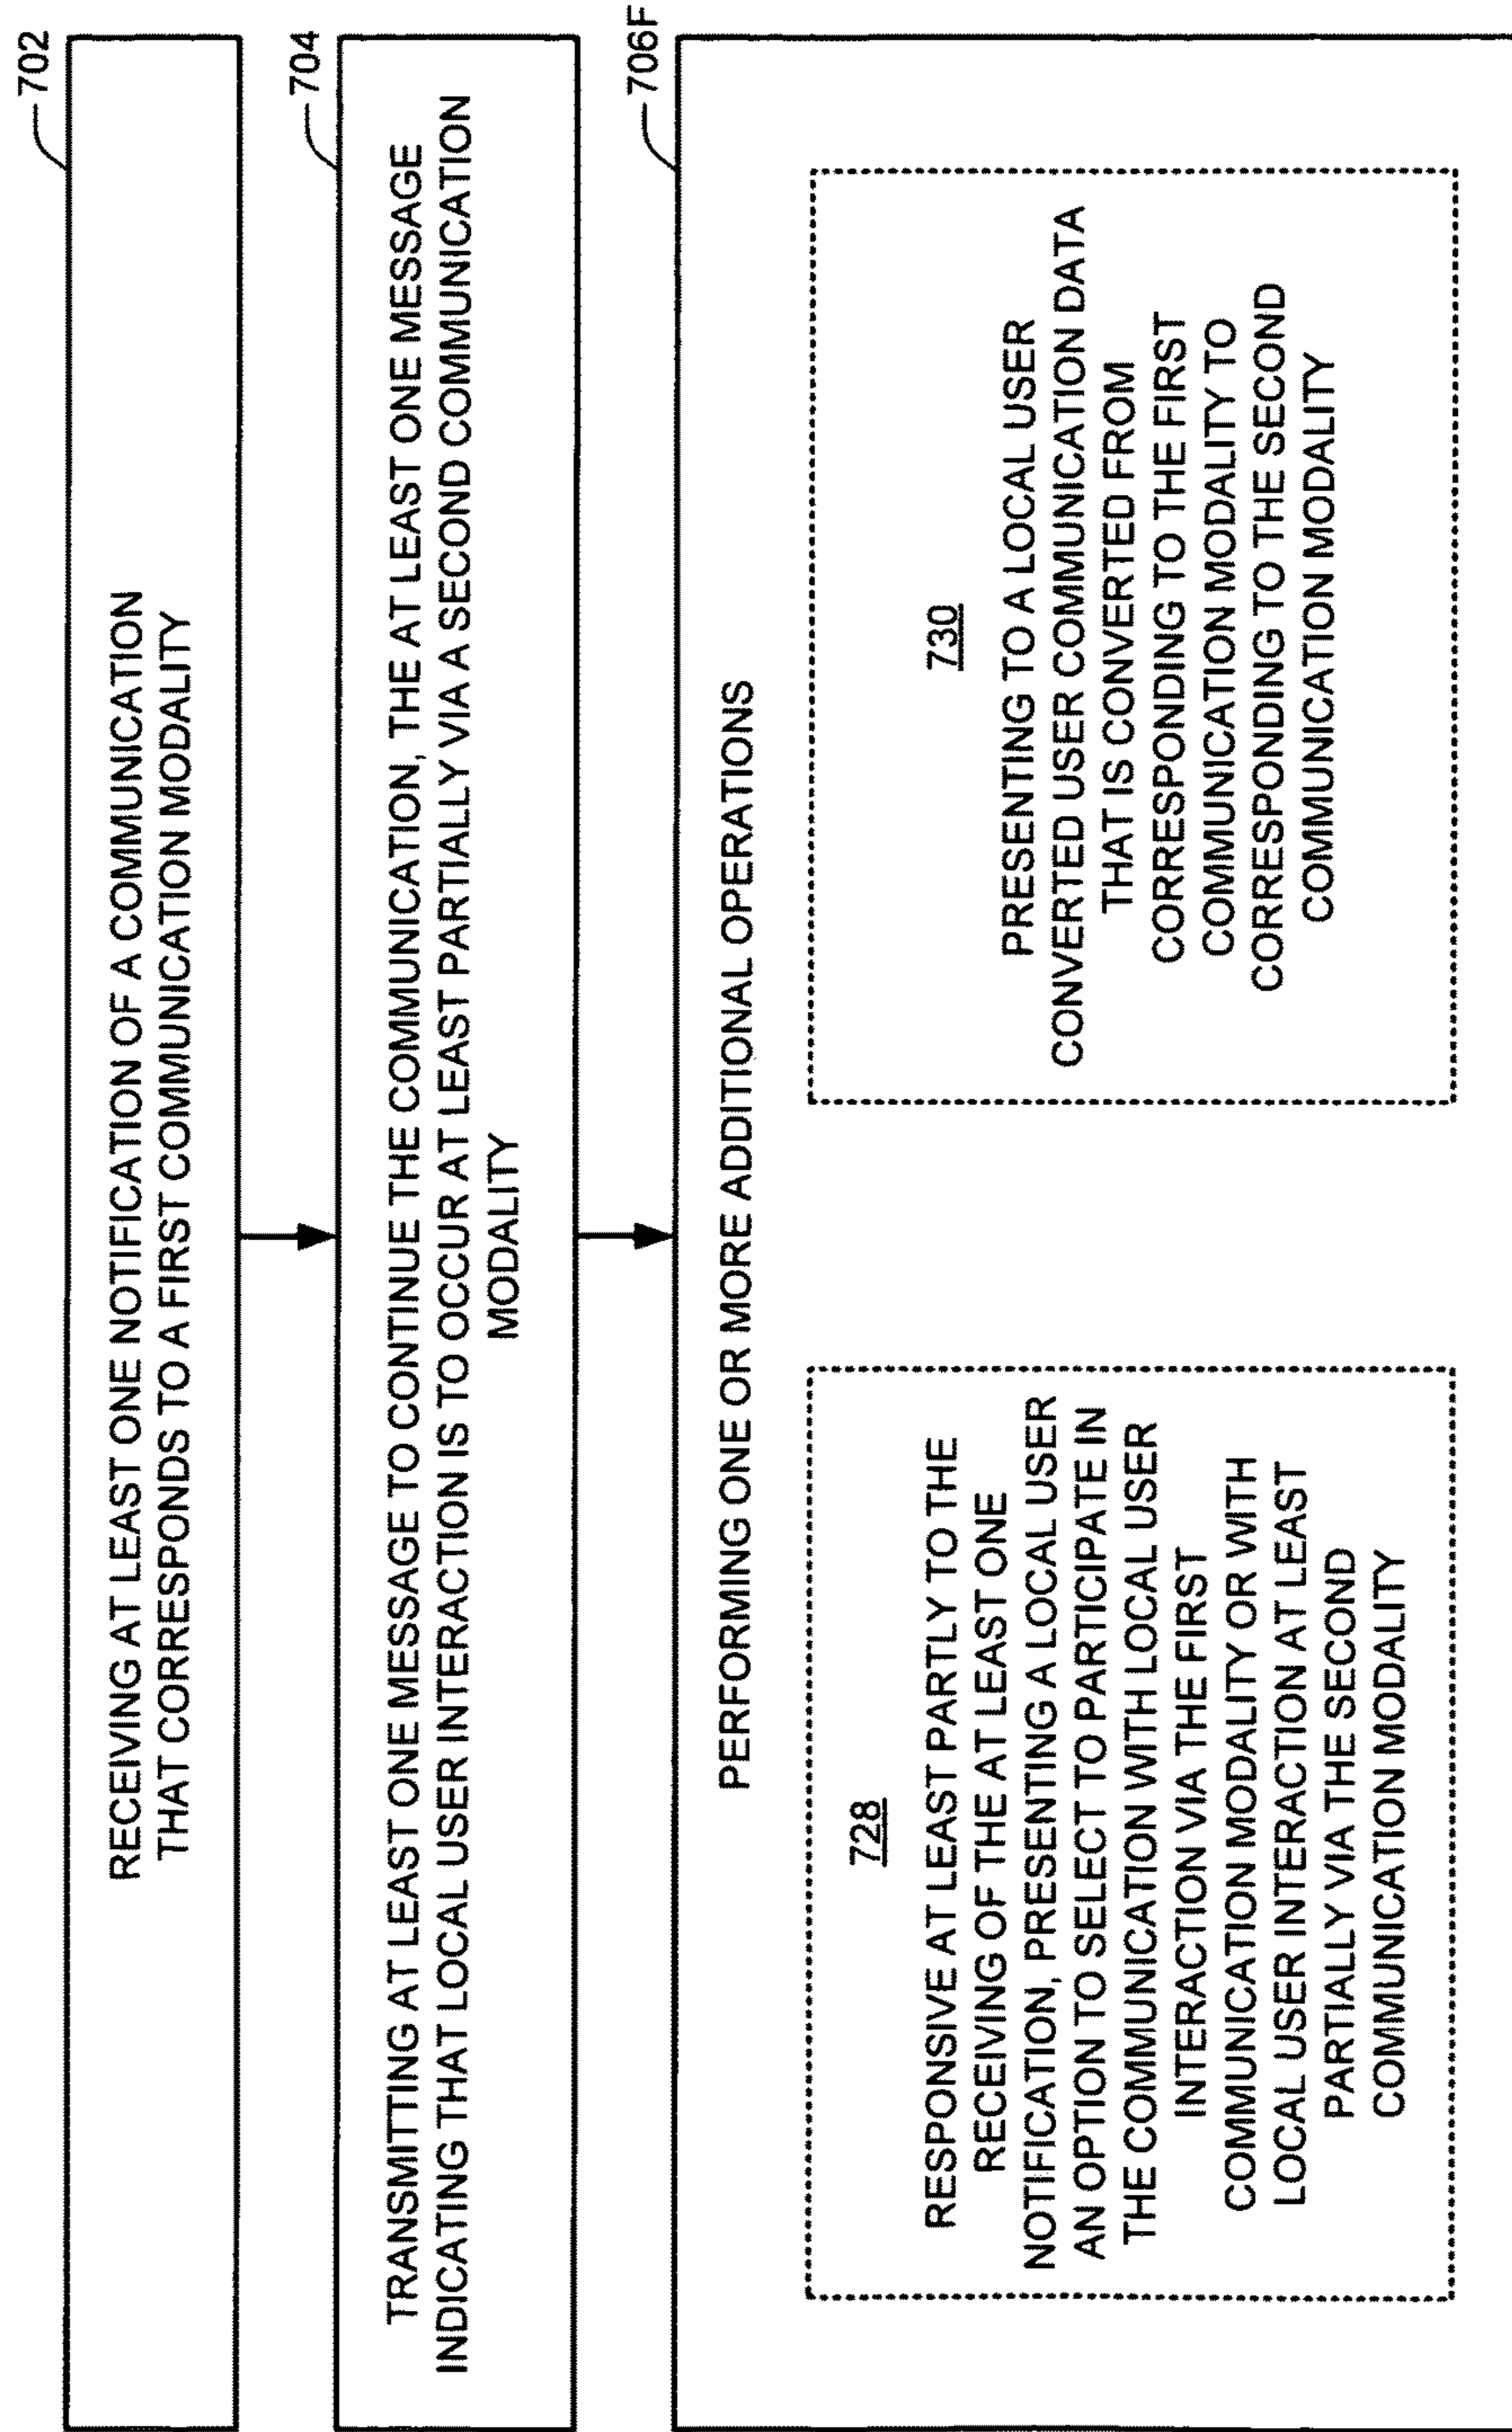 702
RECEIVING AT LEAST ONE NOTIFICATION OF A COMMUNICATION
THAT CORRESPONDS TO A FIRST COMMUNICATION MODALITY
704
TRANSMITTING AT LEAST ONE MESSAGE TO CONTINUE THE COMMUNICATION, THE AT LEAST ONE MESSAGE
INDICATING THAT LOCAL USER INTERACTION IS TO OCCUR AT LEAST PARTIALLY VIA A SECOND COMMUNICATION
MODALITY
706F
PERFORMING ONE OR MORE ADDITIONAL OPERATIONS
728
RESPONSIVE AT LEAST PARTLY TO THE
RECEIVING OF THE AT LEAST ONE
NOTIFICATION, PRESENTING A LOCAL USER
AN OPTION TO SELECT TO PARTICIPATE IN
THE COMMUNICATION WITH LOCAL USER
INTERACTION VIA THE FIRST
COMMUNICATION MODALITY OR WITH
LOCAL USER INTERACTION AT LEAST
PARTIALLY VIA THE SECOND
COMMUNICATION MODALITY
730
PRESENTING TO A LOCAL USER
CONVERTED USER COMMUNICATION DATA
THAT IS CONVERTED FROM
CORRESPONDING TO THE FIRST
COMMUNICATION MODALITY TO
CORRESPONDING TO THE SECOND
COMMUNICATION MODALITY